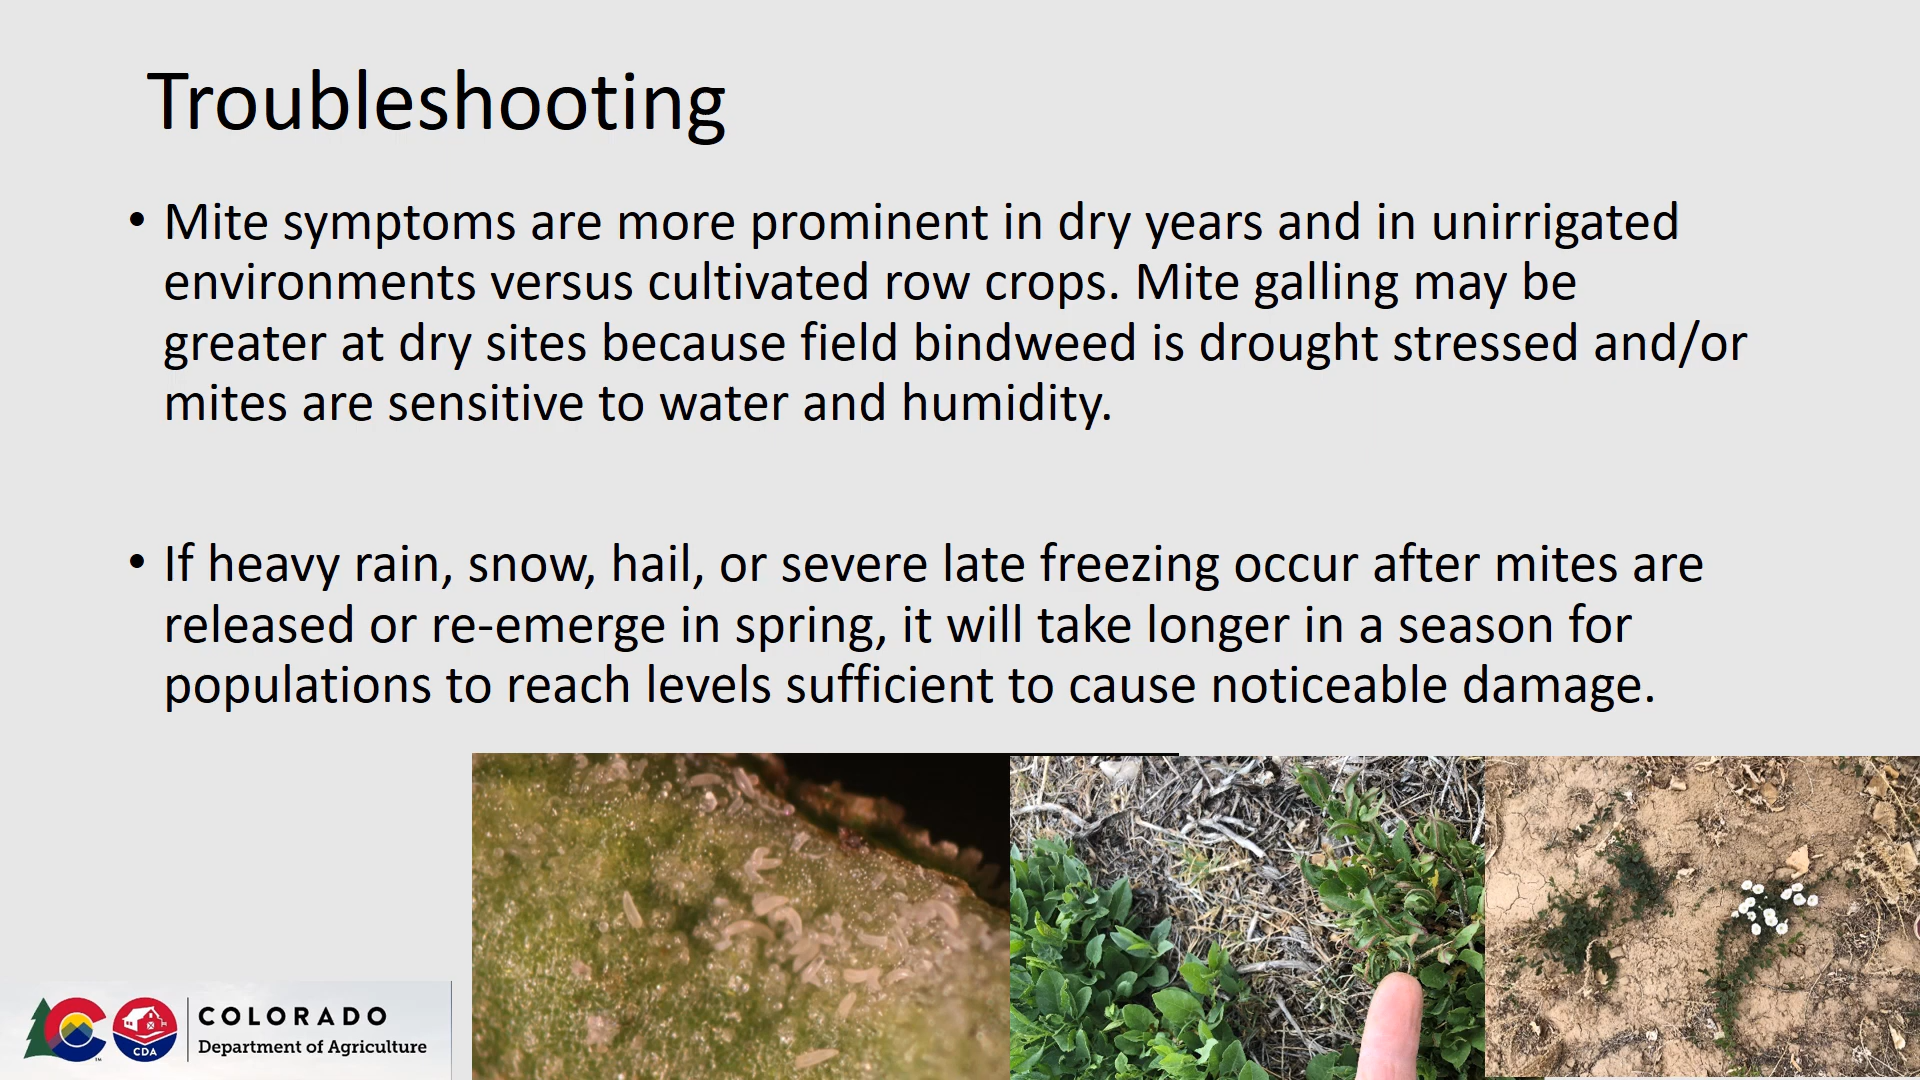 Troubleshooting
• Mite symptoms are more prominent in dry years and in unirrigated
environments versus cultivated row crops. Mite galling may be
greater at dry sites because field bindweed is drought stressed and/or
mites are sensitive to water and humidity.
• If heavy rain, snow, hail, or severe late freezing occur after mites are
released or re-emerge in spring, it will take longer in a season for
populations to reach levels sufficient to cause noticeable damage.
CDA
COLORADO
Department of Agriculture